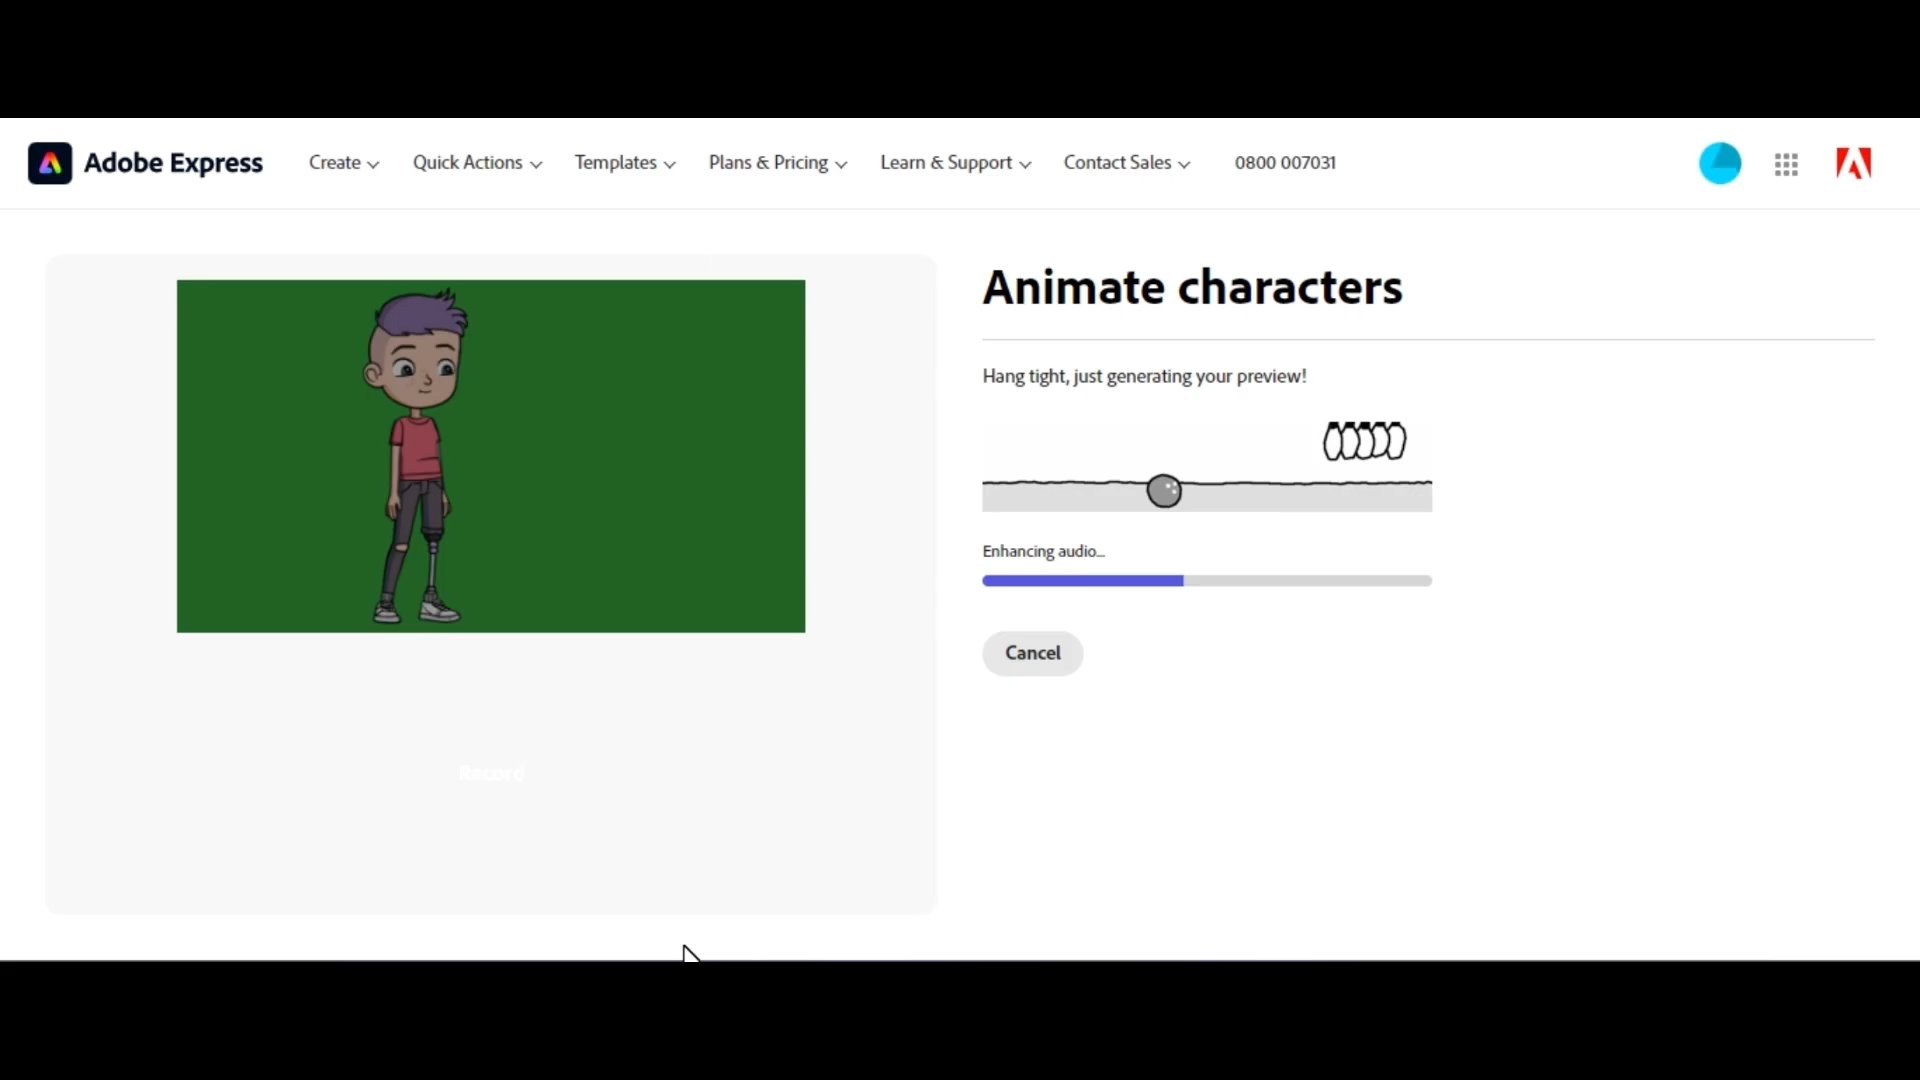 Adobe Express Create Quick Actions Templates Plans & Pricing Learn & Support Contact Sales 0800 007031
Animate characters
Hang tight, just generating your preview!
Enhancing audio...
Cancel
Record